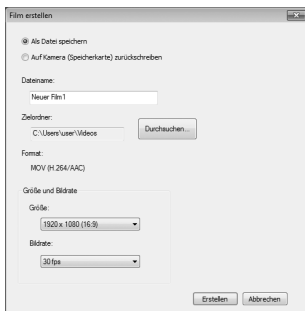 Film erstellen
Als Datei speichern
Auf Kamera (Speicherkarte) zurückschreiben
Dateiname:
Neuer Film1
Zielordner:
C:\Users\user\Videos
Durchsuchen...
Format:
MOV (H.264/AAC)
Größe und Bildrate
Größe:
1920 x 1080 (16:9)
Bildrate:
30 fps
Erstellen Abbrechen